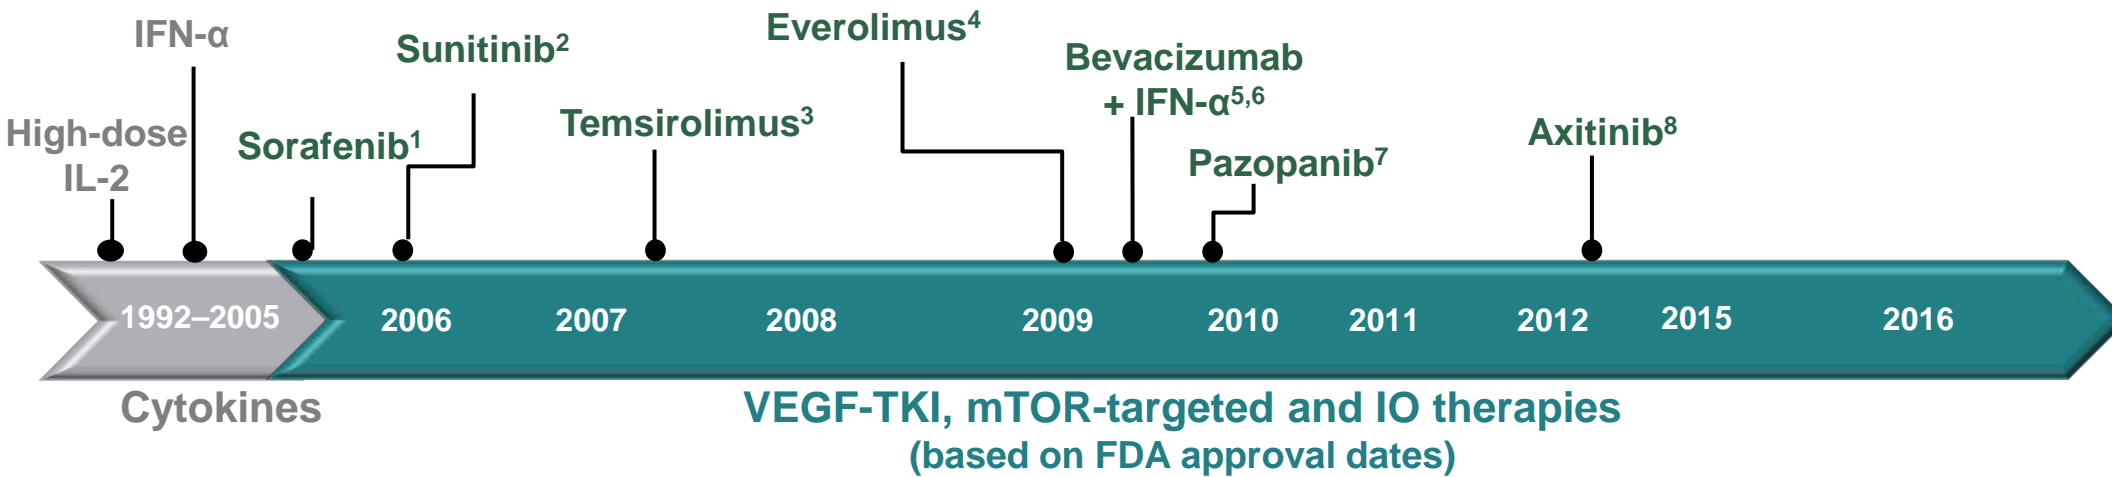 IFN-α
High-dose
IL-2
Sorafenib¹
Sunitinib²
Temsirolimus³
Everolimus⁴
Bevacizumab
+ IFN-α⁵,⁶
Pazopanib⁷
Axitinib⁸
1992–2005
2006
2007
2008
2009
2010
2011
2012
2015
2016
Cytokines
VEGF-TKI, mTOR-targeted and IO therapies
(based on FDA approval dates)